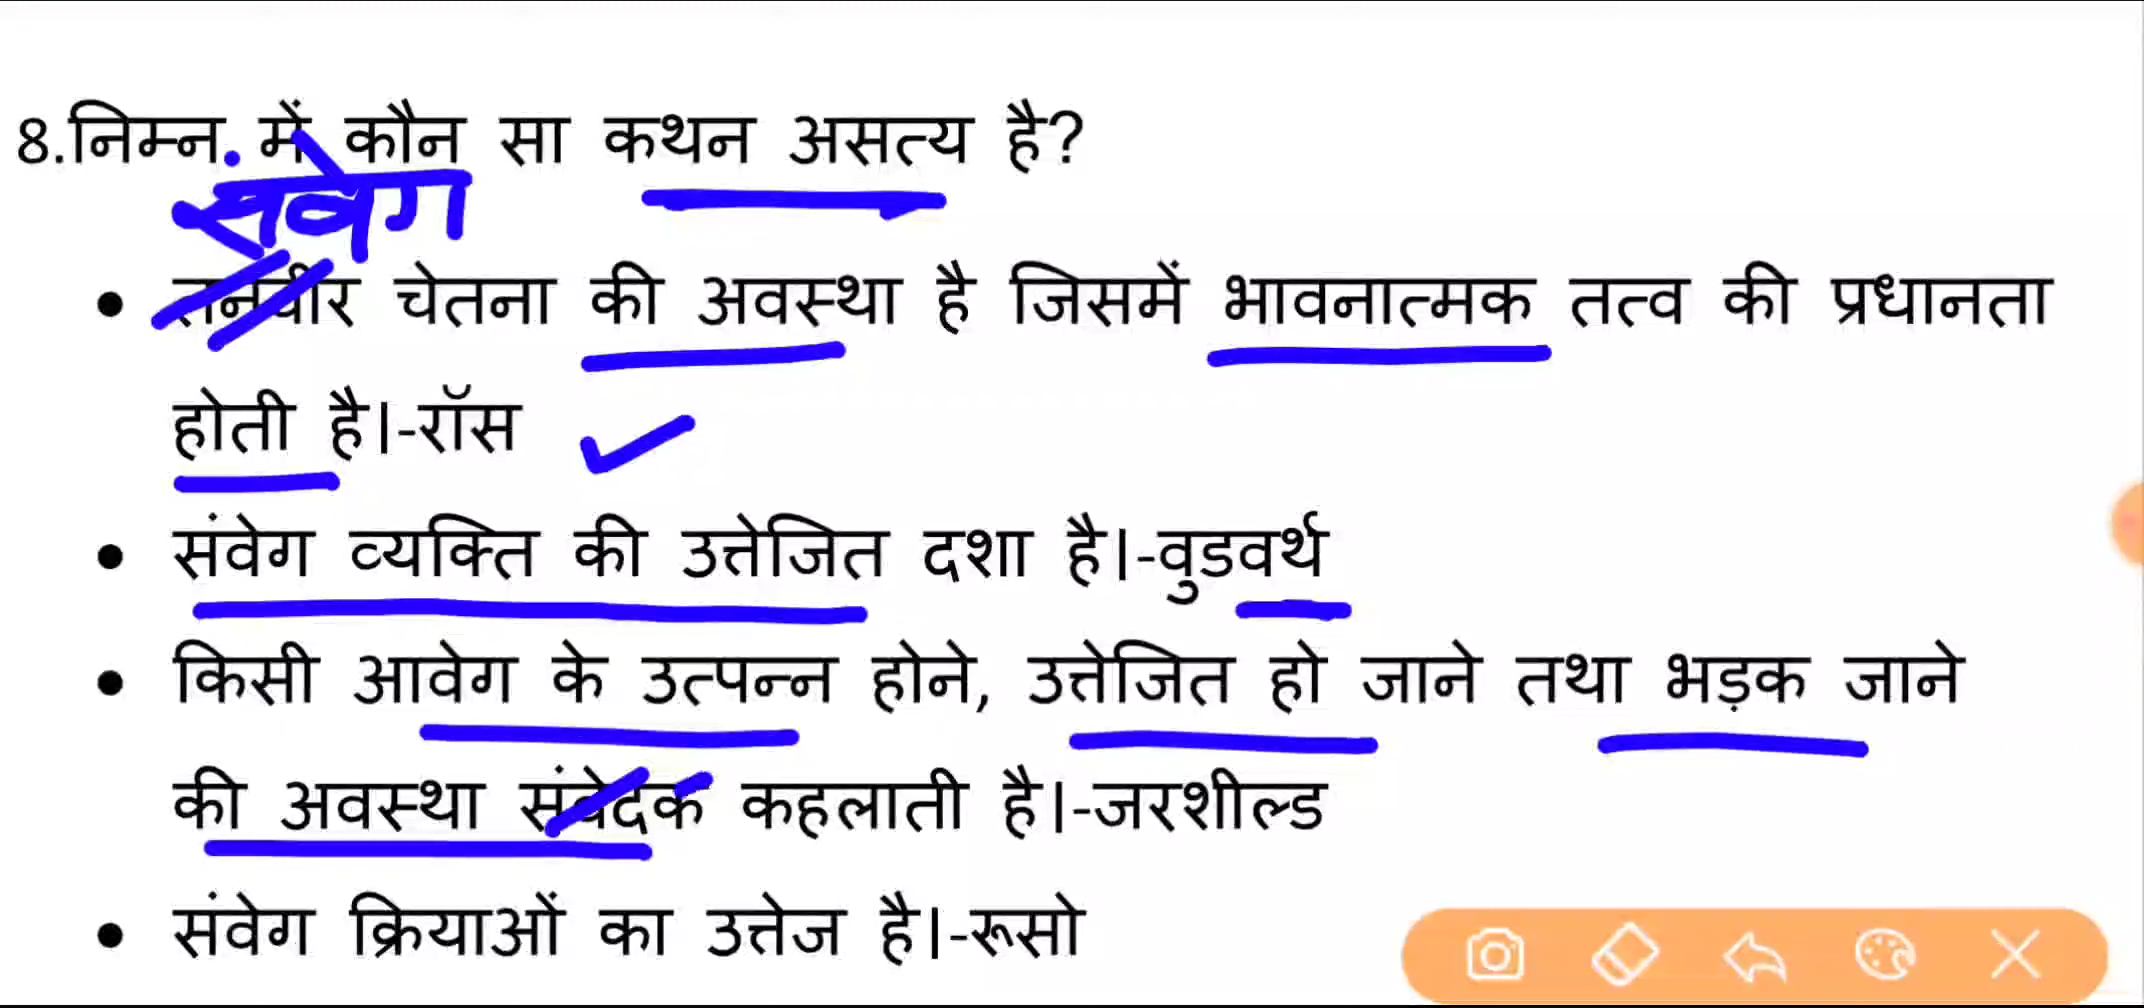 8.निम्न में कौन सा कथन असत्य है?
संवेग
• तनवीर चेतना की अवस्था है जिसमें भावनात्मक तत्व की प्रधानता
होती है।-रॉस
• संवेग व्यक्ति की उत्तेजित दशा है।-वुडवर्थ
• किसी आवेग के उत्पन्न होने, उत्तेजित हो जाने तथा भड़क जाने
की अवस्था संवेदक कहलाती है।-जरशील्ड
• संवेग क्रियाओं का उत्तेज है।-रूसो